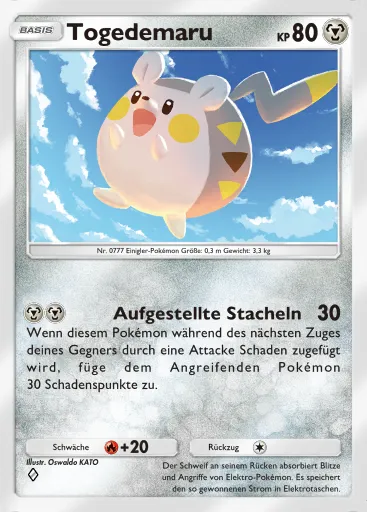 BASIS
Togedemaru
KP 80
Nr. 0777 Einigler-Pokémon Größe: 0,3 m Gewicht: 3,3 kg
Aufgestellte Stacheln 30
Wenn diesem Pokémon während des nächsten Zuges
deines Gegners durch eine Attacke Schaden zugefügt
wird, füge dem Angreifenden Pokémon
30 Schadenspunkte zu.
Schwäche +20 Rückzug
Illustr. Oswaldo KATO
Der Schweif an seinem Rücken absorbiert Blitze
und Angriffe von Elektro-Pokémon. Es speichert
den so gewonnenen Strom in Elektrotaschen.